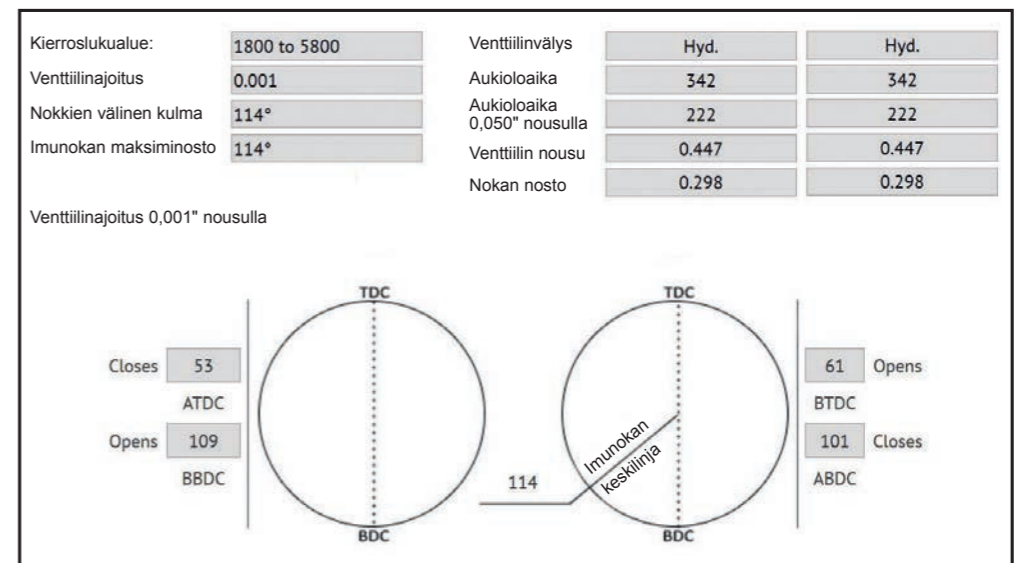 Kierroslukualue: 1800 to 5800
Venttiilinajoitus 0.001
Nokkien välinen kulma 114°
Imunokan maksiminosto 114°
Venttiilinvälys Hyd. Hyd.
Aukioloaika 342 342
Aukioloaika
0,050" nousulla 222 222
Venttiilin nousu 0.447 0.447
Nokan nosto 0.298 0.298
Venttiilinajoitus 0,001" nousulla
TDC
Closes 53
ATDC
Opens 109
BBDC
BDC
TDC
114
Imunokan
keskilinja
61 Opens
BTDC
101 Closes
ABDC
BDC